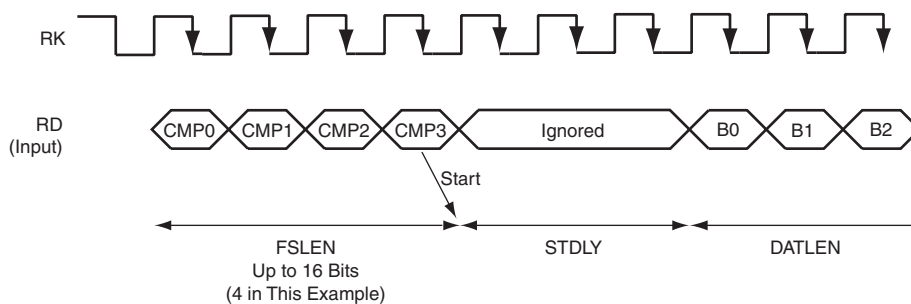 RK
RD
(Input)
CMP0 CMP1 CMP2 CMP3 Ignored B0 B1 B2
Start
FSLEN STDLY DATLEN
Up to 16 Bits
(4 in This Example)